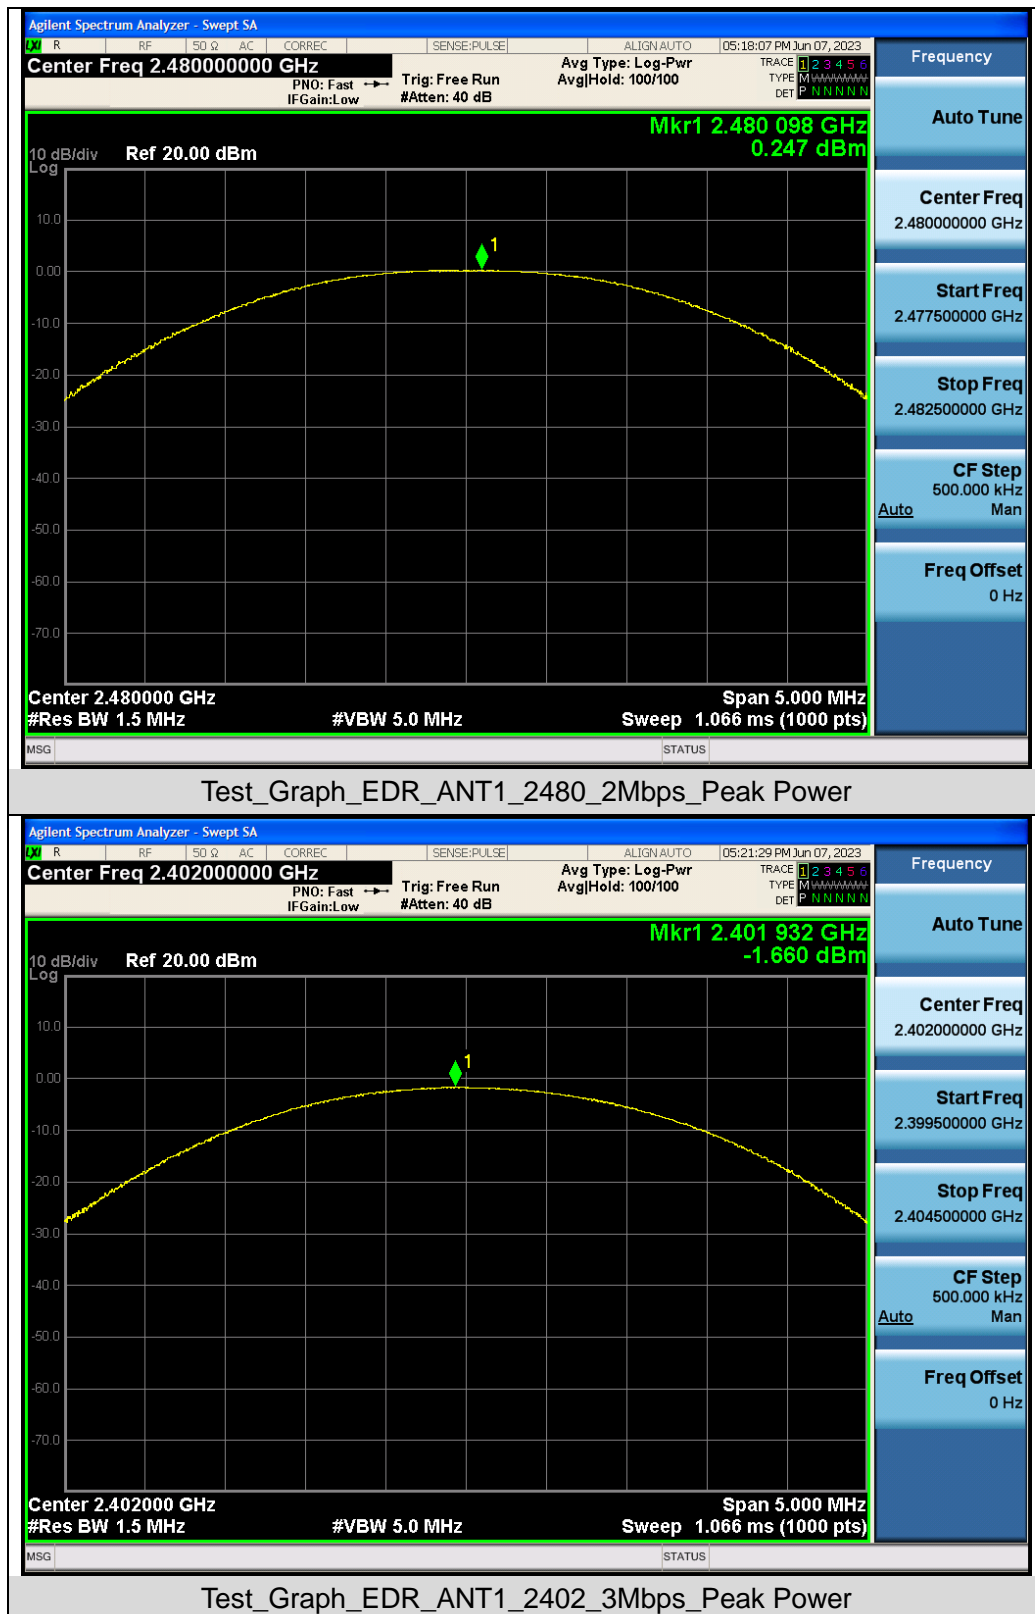 Agilent Spectrum Analyzer - Swept SA
LXI R RF 50 Ω AC CORREC SENSE:PULSE ALIGN AUTO 05:18:07 PM Jun 07, 2023
Center Freq 2.480000000 GHz
PNO: Fast
IFGain:Low
Trig: Free Run
#Atten: 40 dB
Avg Type: Log-Pwr
Avg|Hold: 100/100
TRACE 1 2 3 4 5 6
TYPE M
DET P N N N N N
Mkr1 2.480 098 GHz
0.247 dBm
10 dB/div Ref 20.00 dBm
Log
10.0
1
0.00
-10.0
-20.0
-30.0
-40.0
-50.0
-60.0
-70.0
Center 2.480000 GHz Span 5.000 MHz
#Res BW 1.5 MHz #VBW 5.0 MHz Sweep 1.066 ms (1000 pts)
MSG STATUS
Frequency
Auto Tune
Center Freq
2.480000000 GHz
Start Freq
2.477500000 GHz
Stop Freq
2.482500000 GHz
CF Step
500.000 kHz
Auto Man
Freq Offset
0 Hz
Test_Graph_EDR_ANT1_2480_2Mbps_Peak Power
Agilent Spectrum Analyzer - Swept SA
LXI R RF 50 Ω AC CORREC SENSE:PULSE ALIGN AUTO 05:21:29 PM Jun 07, 2023
Center Freq 2.402000000 GHz
PNO: Fast
IFGain:Low
Trig: Free Run
#Atten: 40 dB
Avg Type: Log-Pwr
Avg|Hold: 100/100
TRACE 1 2 3 4 5 6
TYPE M
DET P N N N N N
Mkr1 2.401 932 GHz
-1.660 dBm
10 dB/div Ref 20.00 dBm
Log
10.0
1
0.00
-10.0
-20.0
-30.0
-40.0
-50.0
-60.0
-70.0
Center 2.402000 GHz Span 5.000 MHz
#Res BW 1.5 MHz #VBW 5.0 MHz Sweep 1.066 ms (1000 pts)
MSG STATUS
Frequency
Auto Tune
Center Freq
2.402000000 GHz
Start Freq
2.399500000 GHz
Stop Freq
2.404500000 GHz
CF Step
500.000 kHz
Auto Man
Freq Offset
0 Hz
Test_Graph_EDR_ANT1_2402_3Mbps_Peak Power